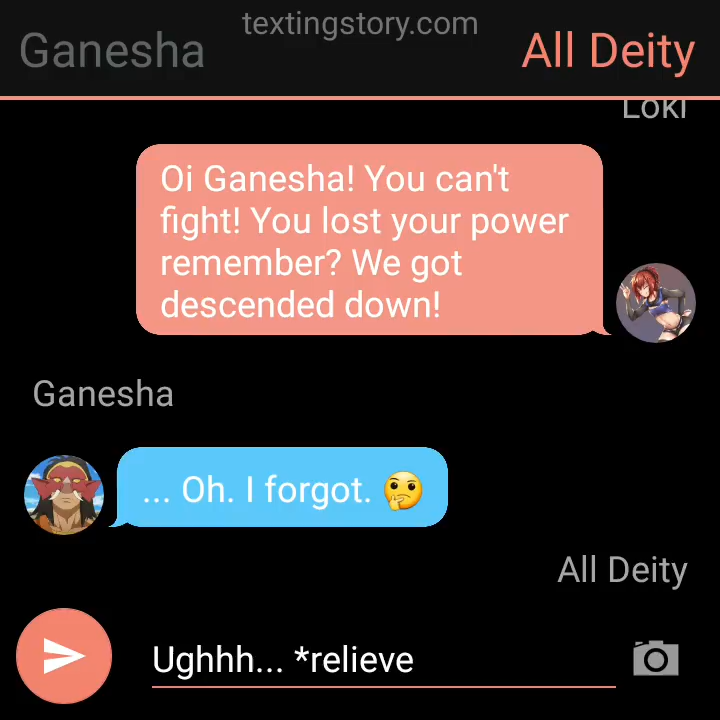 textingstory.com
Ganesha
All Deity
Loki
Oi Ganesha! You can't
fight! You lost your power
remember? We got
descended down!
Ganesha
... Oh. I forgot. 🤔
All Deity
Ughhh... *relieve